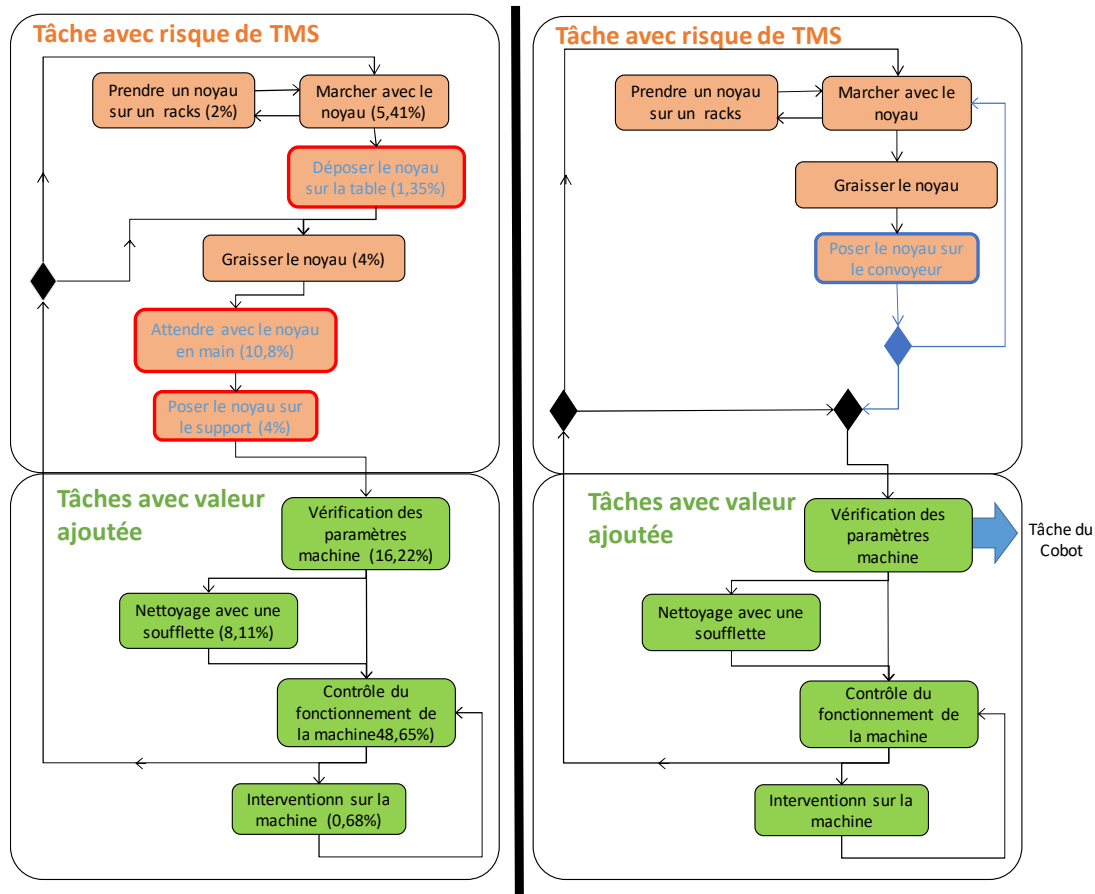 Tâche avec risque de TMS
Prendre un noyau
sur un racks (2%)
Marcher avec le
noyau (5,41%)
Déposer le noyau
sur la table (1,35%)
Graisser le noyau (4%)
Attendre avec le noyau
en main (10,8%)
Poser le noyau sur
le support (4%)
Tâches avec valeur
ajoutée
Vérification des
paramètres
machine (16,22%)
Nettoyage avec une
soufflette (8,11%)
Contrôle du
fonctionnement de
la machine48,65%)
Interventionn sur la
machine (0,68%)
Tâche avec risque de TMS
Prendre un noyau
sur un racks
Marcher avec le
noyau
Graisser le noyau
Poser le noyau sur
le convoyeur
Tâches avec valeur
ajoutée
Vérification des
paramètres
machine
Tâche du
Cobot
Nettoyage avec une
soufflette
Contrôle du
fonctionnement de
la machine
Interventionn sur la
machine